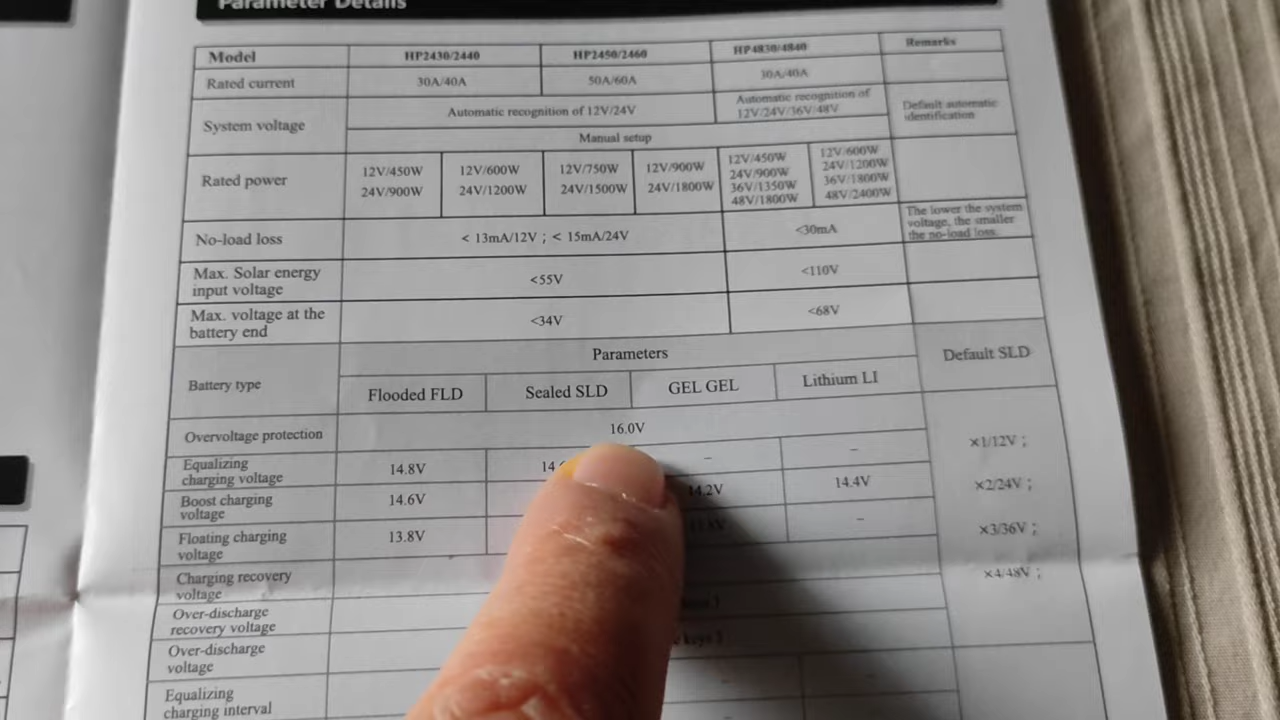 Parameter Details
Model HP2430/2440 HP2450/2460 HP4830/4840 Remarks
Rated current 30A/40A 50A/60A 30A/40A
System voltage Automatic recognition of 12V/24V Automatic recognition of
12V/24V/36V/48V Default automatic
identification
Manual setup
Rated power 12V/450W 12V/600W 12V/750W 12V/900W 12V/450W 12V/600W
24V/900W 24V/1200W 24V/1500W 24V/1800W 24V/900W 24V/1200W
36V/1350W 36V/1800W
48V/1800W 48V/2400W
No-load loss < 13mA/12V ; < 15mA/24V <30mA The lower the system
voltage, the smaller
the no-load loss.
Max. Solar energy
input voltage <55V <110V
Max. voltage at the
battery end <34V <68V
Battery type Parameters Default SLD
Flooded FLD Sealed SLD GEL GEL Lithium LI
Overvoltage protection 16.0V ×1/12V ;
Equalizing
charging voltage 14.8V – –
Boost charging
voltage 14.6V 14.2V 14.4V ×2/24V ;
Floating charging
voltage 13.8V – ×3/36V ;
Charging recovery
voltage ×4/48V ;
Over-discharge
recovery voltage
Over-discharge
voltage
Equalizing
charging interval – –